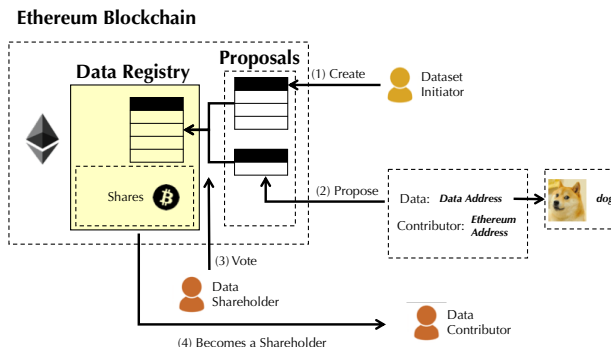 Ethereum Blockchain
Proposals
Data Registry
(1) Create
Dataset
Initiator
Shares
(2) Propose
Data: Data Address
dog
Contributor: Ethereum
Address
(3) Vote
Data
Shareholder
Data
Contributor
(4) Becomes a Shareholder